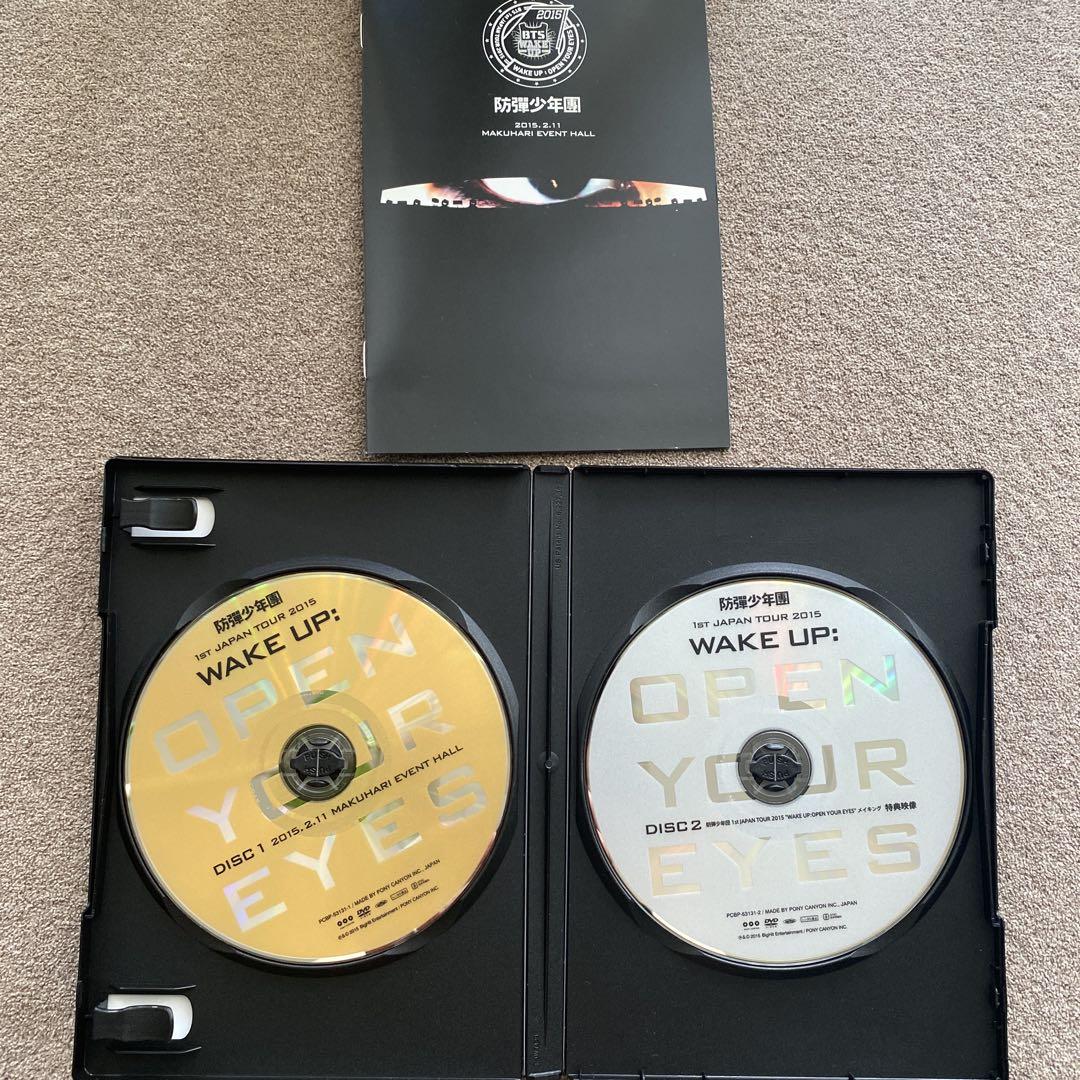 2015
BTS
WAKE
UP
WAKE UP : OPEN YOUR EYES
防彈少年團
2015. 2.11
MAKUHARI EVENT HALL
防彈少年團
1ST JAPAN TOUR 2015
WAKE UP:
OPEN
YOUR
EYES
DISC 1 2015. 2.11 MAKUHARI EVENT HALL
PCBP-53131-1 / MADE BY PONY CANYON INC., JAPAN
DVD
℗&© 2015 BigHit Entertainment / PONY CANYON INC.
防彈少年團
1ST JAPAN TOUR 2015
WAKE UP:
OPEN
YOUR
EYES
DISC 2 防彈少年団 1st JAPAN TOUR 2015 "WAKE UP:OPEN YOUR EYES" メイキング 特典映像
PCBP-53131-2 / MADE BY PONY CANYON INC., JAPAN
DVD
℗&© 2015 BigHit Entertainment / PONY CANYON INC.